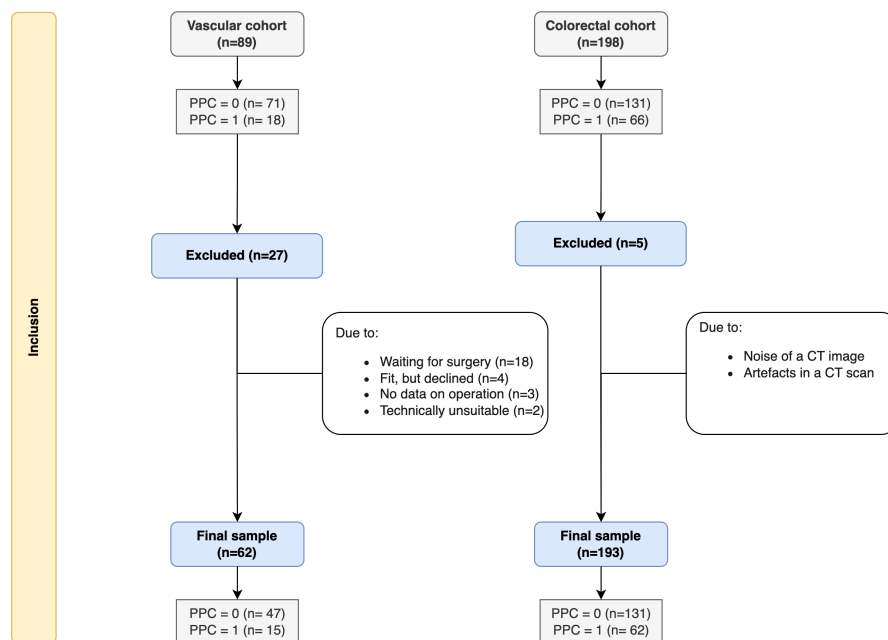 Inclusion
Vascular cohort
(n=89)
PPC = 0 (n= 71)
PPC = 1 (n= 18)
Excluded (n=27)
Due to:
• Waiting for surgery (n=18)
• Fit, but declined (n=4)
• No data on operation (n=3)
• Technically unsuitable (n=2)
Final sample
(n=62)
PPC = 0 (n= 47)
PPC = 1 (n= 15)
Colorectal cohort
(n=198)
PPC = 0 (n=131)
PPC = 1 (n= 66)
Excluded (n=5)
Due to:
• Noise of a CT image
• Artefacts in a CT scan
Final sample
(n=193)
PPC = 0 (n=131)
PPC = 1 (n= 62)